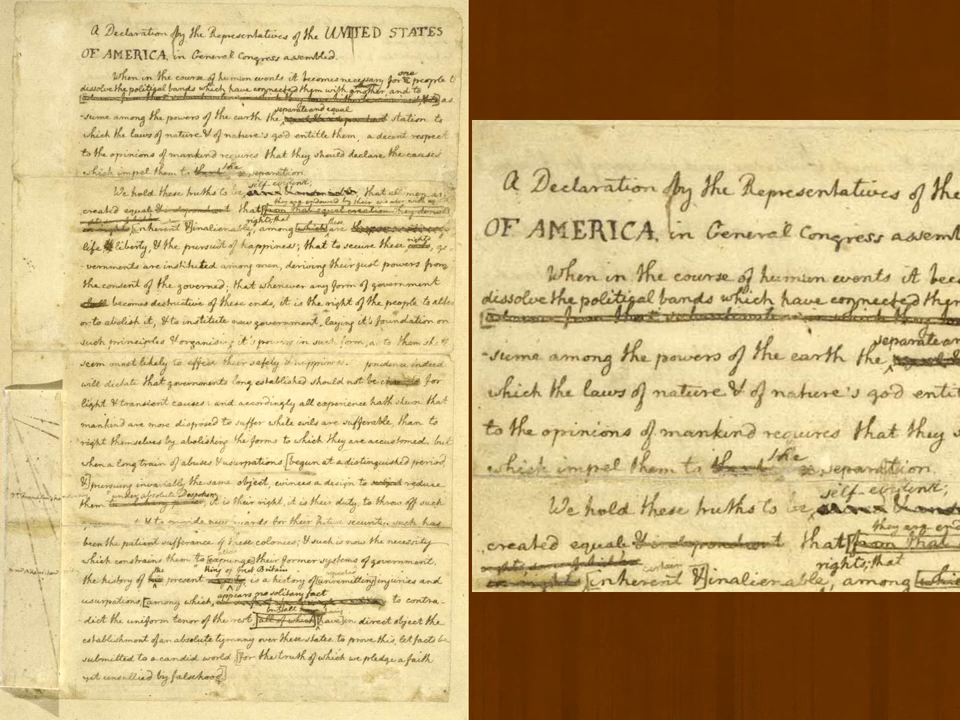 A Declaration by the Representatives of the UNITED STATES
OF AMERICA, in General Congress assembled.
When in the course of human events it becomes necessary for one people to
dissolve the political bands which have connected them with another, and to
as
separate and equal
-sume among the powers of the earth the station to
which the laws of nature & of nature's god entitle them, a decent respect
to the opinions of mankind requires that they should declare the causes
which impel them to the separation.
self-evident;
We hold these truths to be that all men are
created equal & independant that from that equal creation they
rights; that
[inherent &] inalienable, among which are
life & liberty, & the pursuit of happiness; that to secure these rights, go-
-vernments are instituted among men, deriving their just powers from
the consent of the governed; that whenever any form of government
becomes destructive of these ends, it is the right of the people to alter
or to abolish it, & to institute new government, laying it's foundation on
such principles & organising it's powers in such form, as to them shall
seem most likely to effect their safety & happiness. prudence indeed
will dictate that governments long established should not be changed for
light & transient causes: and accordingly all experience hath shewn that
mankind are more disposed to suffer while evils are sufferable, than to
right themselves by abolishing the forms to which they are accustomed. but
when a long train of abuses & usurpations [begun at a distinguished period
&] pursuing invariably the same object, evinces a design to reduce
under absolute Despotism
them it is their right, it is their duty, to throw off such
& to provide new guards for their future security. such has
been the patient sufferance of these colonies; & such is now the necessity
which constrains them to [expunge] their former systems of government.
the king of Great Britain
the history of his present is a history of [unremitting] injuries and
appears no solitary fact
usurpations, [among which, to contra-
but all
dict the uniform tenor of the rest, [all of which] have in direct object the
establishment of an absolute tyranny over these states. to prove this, let facts be
submitted to a candid world [for the truth of which we pledge a faith
yet unsullied by falsehood]
A Declaration by the Representatives of the
OF AMERICA, in General Congress assembl
When in the course of human events it bec
dissolve the political bands which have connected them
separate an
-sume among the powers of the earth the
which the laws of nature & of nature's god entit
to the opinions of mankind requires that they s
the
which impel them to separation.
self-evident;
We hold these truths to be
they are end
created equal & independant that from that
certain
rights; that
[inherent &] inalienable, among which